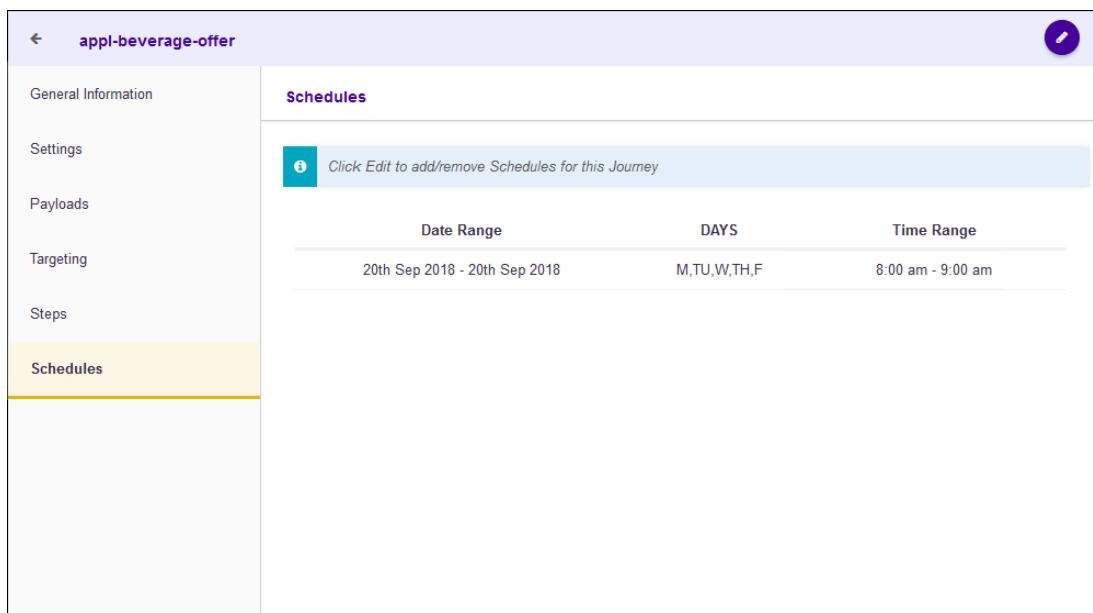 appl-beverage-offer
General Information
Settings
Payloads
Targeting
Steps
Schedules
Schedules
Click Edit to add/remove Schedules for this Journey
Date Range DAYS Time Range
20th Sep 2018 - 20th Sep 2018 M,TU,W,TH,F 8:00 am - 9:00 am